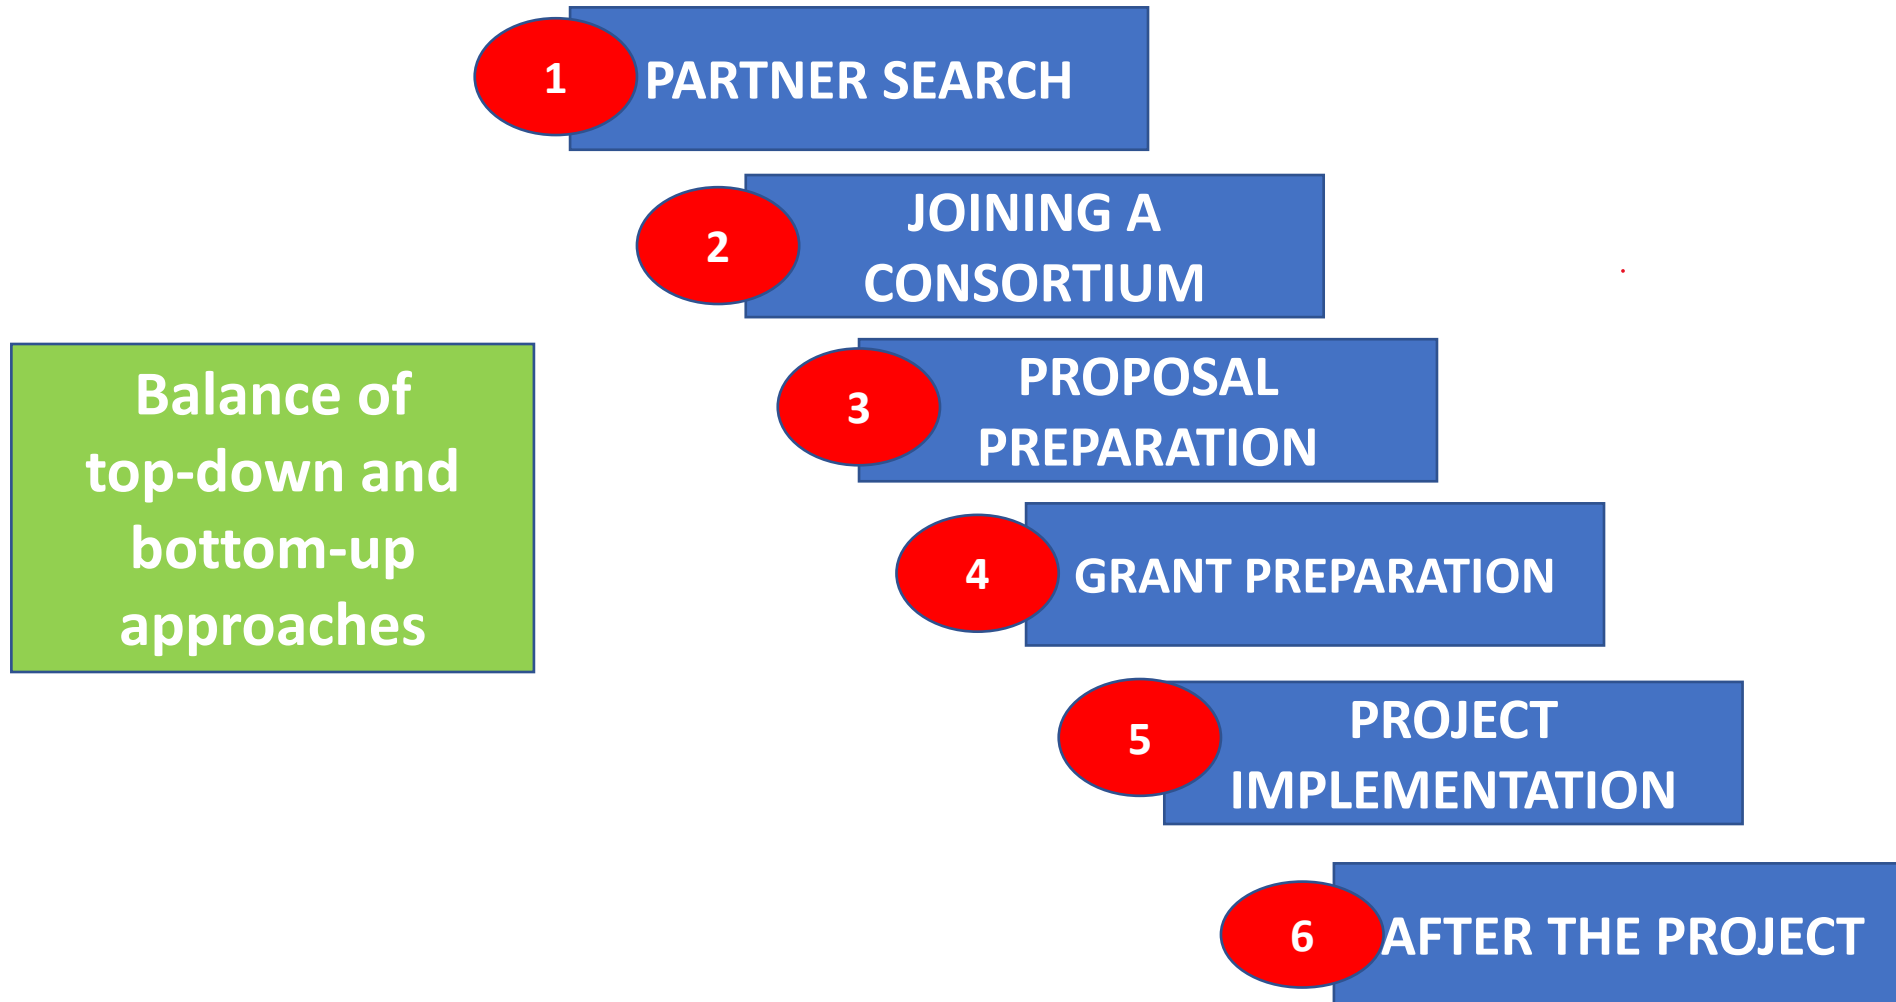 1
PARTNER SEARCH
2
JOINING A
CONSORTIUM
3
PROPOSAL
PREPARATION
Balance of
top-down and
bottom-up
approaches
4
GRANT PREPARATION
5
PROJECT
IMPLEMENTATION
6
AFTER THE PROJECT